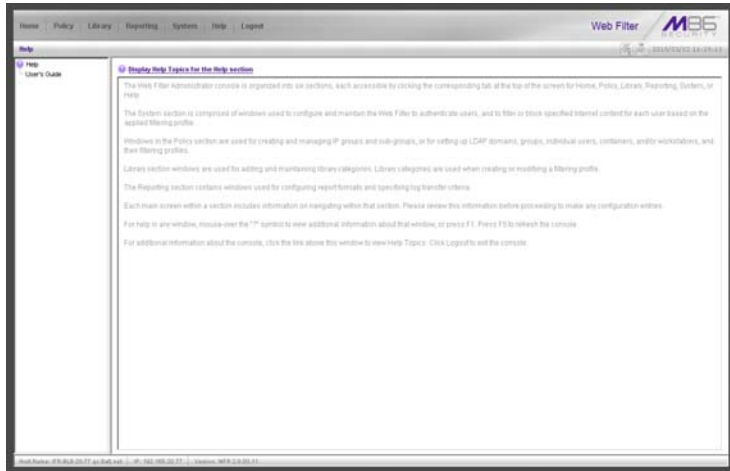 Home Policy Library Reporting System Help Logout
Web Filter
M86
SECURITY
Help
Help
User's Guide
Display Help Topics for the Help section
The Web Filter Administrator console is organized into six sections, each accessible by clicking the corresponding tab at the top of the screen for Home, Policy, Library, Reporting, System, or
Help.
The System section is comprised of windows used to configure and maintain the Web Filter to authenticate users, and to filter or block specified Internet content for each user based on the
applied filtering profile.
Windows in the Policy section are used for creating and managing IP groups and sub-groups, or for setting up LDAP domains, groups, individual users, containers, and/or workstations, and
their filtering profiles.
Library section windows are used for adding and maintaining library categories. Library categories are used when creating or modifying a filtering profile.
The Reporting section contains windows used for configuring report formats and specifying log transfer criteria.
Each main screen within a section includes information on navigating within that section. Please review this information before proceeding to make any configuration entries.
For help in any window, mouse-over the "?" symbol to view additional information about that window, or press F1. Press F5 to refresh the console.
For additional information about the console, click the link above this window to view Help Topics. Click Logout to exit the console.
Host Name: IP: Version: